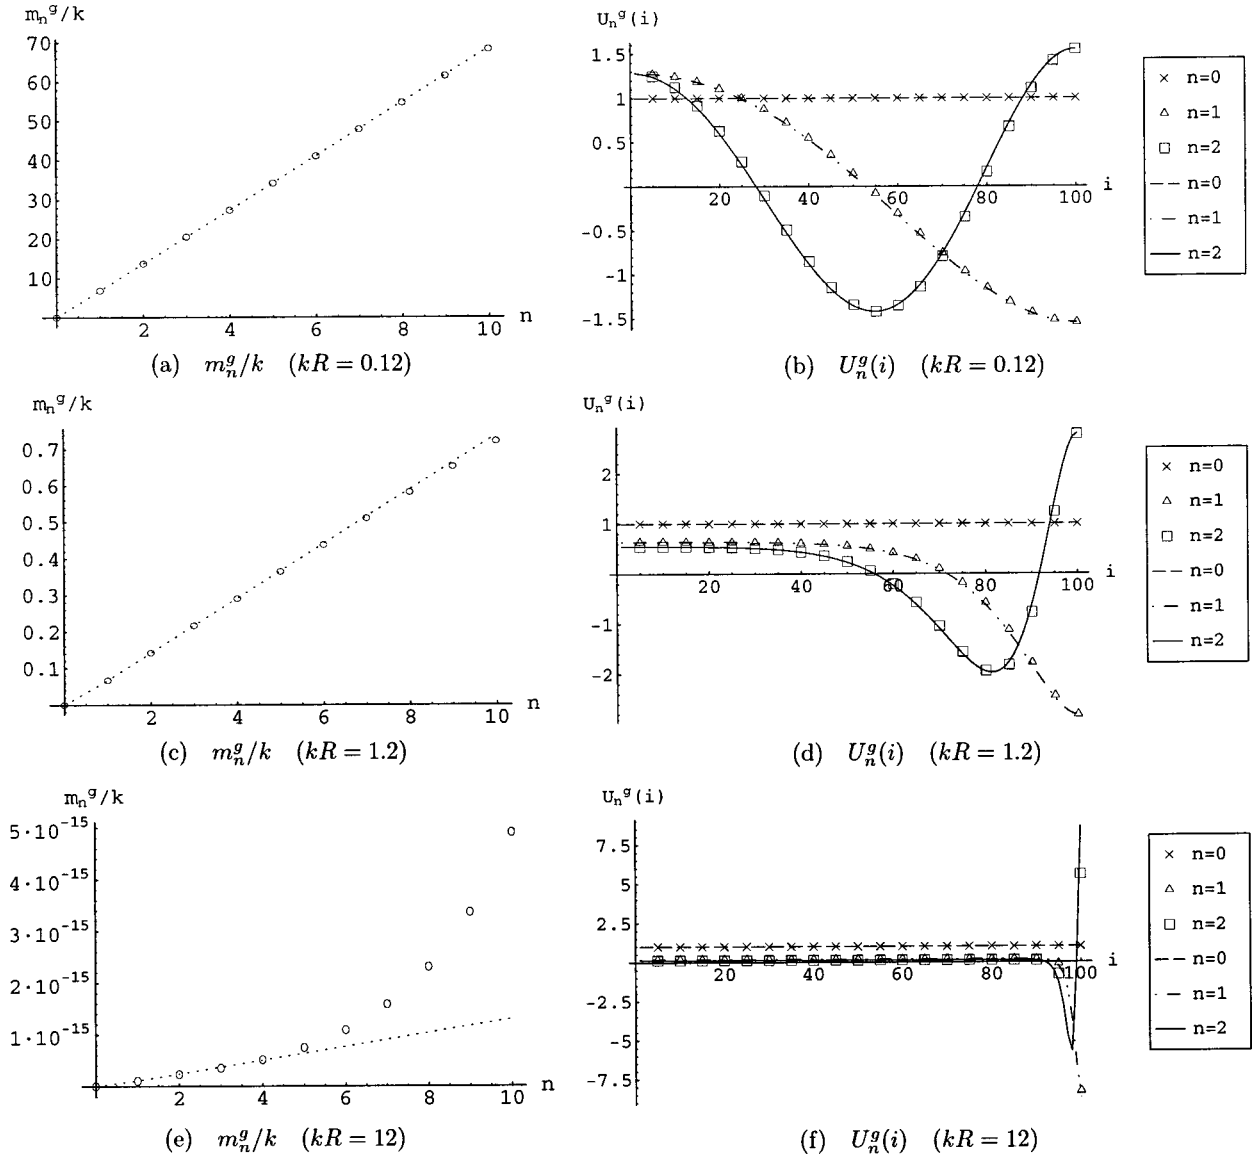 m_n^g/k
70
60
50
40
30
20
10
2 4 6 8 10 n
(a) m_n^g/k (kR = 0.12)
U_n^g(i)
1.5
1
0.5
-0.5
-1
-1.5
20 40 60 80 100 i
n=0
n=1
n=2
n=0
n=1
n=2
(b) U_n^g(i) (kR = 0.12)
m_n^g/k
0.7
0.6
0.5
0.4
0.3
0.2
0.1
2 4 6 8 10 n
(c) m_n^g/k (kR = 1.2)
U_n^g(i)
2
1
-1
-2
20 40 60 80 100 i
n=0
n=1
n=2
n=0
n=1
n=2
(d) U_n^g(i) (kR = 1.2)
m_n^g/k
5·10^-15
4·10^-15
3·10^-15
2·10^-15
1·10^-15
2 4 6 8 10 n
(e) m_n^g/k (kR = 12)
U_n^g(i)
7.5
5
2.5
-2.5
-5
-7.5
20 40 60 80 100 i
n=0
n=1
n=2
n=0
n=1
n=2
(f) U_n^g(i) (kR = 12)